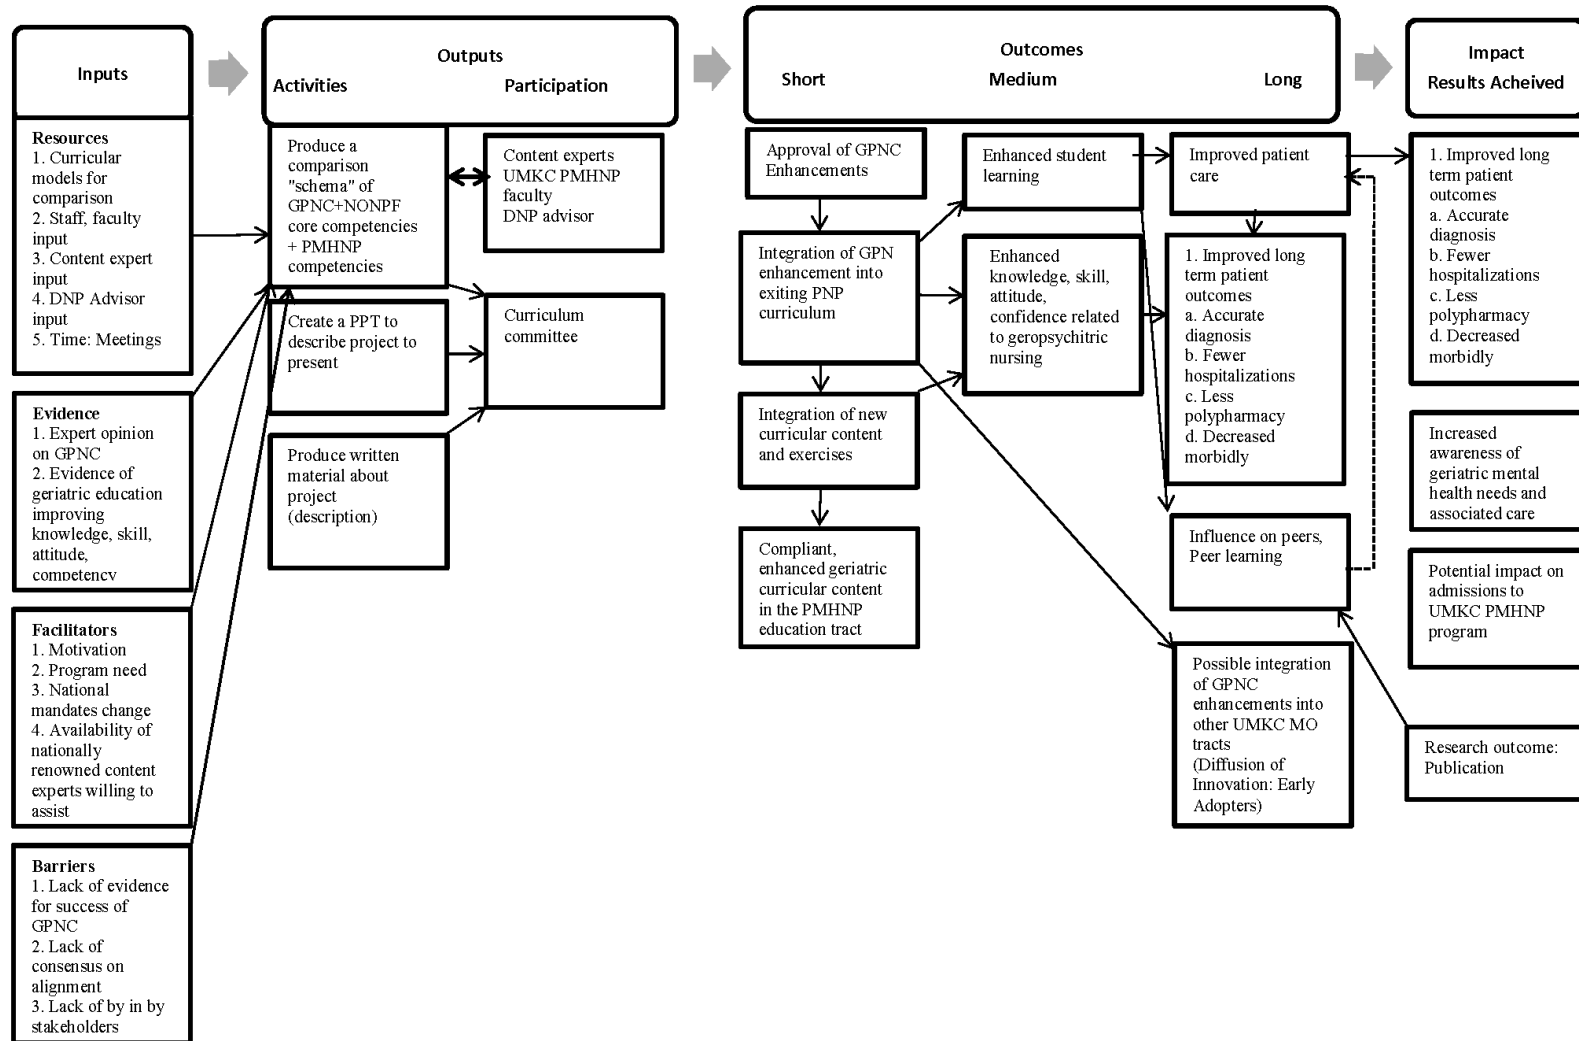 Inputs
Outputs
Activities
Participation
Outcomes
Short
Medium
Long
Impact
Results Acheived
Resources
1. Curricular
models for
comparison
2. Staff, faculty
input
3. Content expert
input
4. DNP Advisor
input
5. Time: Meetings
Evidence
1. Expert opinion
on GPNC
2. Evidence of
geriatric education
improving
knowledge, skill,
attitude,
competency
Facilitators
1. Motivation
2. Program need
3. National
mandates change
4. Availability of
nationally
renowned content
experts willing to
assist
Barriers
1. Lack of evidence
for success of
GPNC
2. Lack of
consensus on
alignment
3. Lack of by in by
stakeholders
Produce a
comparison
"schema" of
GPNC+NONPF
core competencies
+ PMHNP
competencies
Create a PPT to
describe project to
present
Produce written
material about
project
(description)
Content experts
UMKC PMHNP
faculty
DNP advisor
Curriculum
committee
Approval of GPNC
Enhancements
Integration of GPN
enhancement into
exiting PNP
curriculum
Integration of new
curricular content
and exercises
Compliant,
enhanced geriatric
curricular content
in the PMHNP
education tract
Enhanced student
learning
Enhanced
knowledge, skill,
attitude,
confidence related
to geropsychitric
nursing
Improved patient
care
1. Improved long
term patient
outcomes
a. Accurate
diagnosis
b. Fewer
hospitalizations
c. Less
polypharmacy
d. Decreased
morbidly
Influence on peers,
Peer learning
Possible integration
of GPNC
enhancements into
other UMKC MO
tracts
(Diffusion of
Innovation: Early
Adopters)
1. Improved long
term patient
outcomes
a. Accurate
diagnosis
b. Fewer
hospitalizations
c. Less
polypharmacy
d. Decreased
morbidly
Increased
awareness of
geriatric mental
health needs and
associated care
Potential impact on
admissions to
UMKC PMHNP
program
Research outcome:
Publication